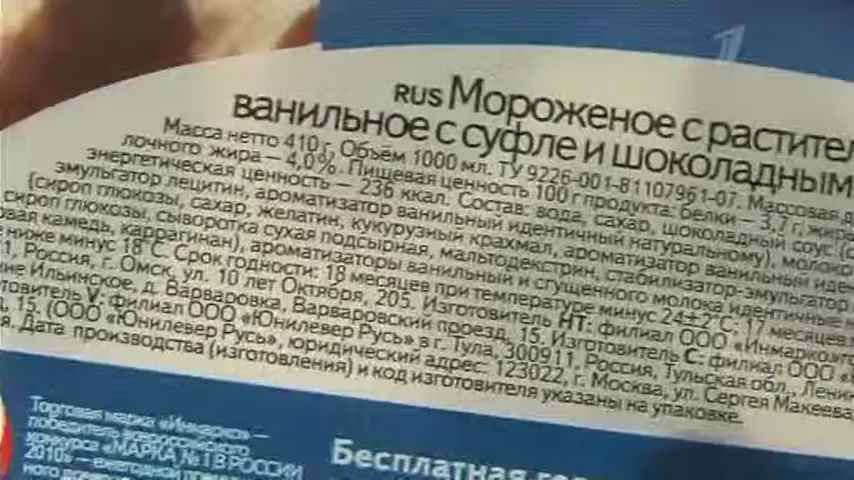 RUS Мороженое с растител
ванильное с суфле и шоколадным
Масса нетто 410 г. Объём 1000 мл. ТУ 9226-001-81107961-07. Массовая д
лочного жира – 4,0%. Пищевая ценность 100 г продукта: белки – 3,7 г, жир
энергетическая ценность – 236 ккал. Состав: вода, сахар, шоколадный соус (с
эмульгатор лецитин, ароматизатор ванильный идентичный натуральному), молоко
(сироп глюкозы, сахар, желатин, кукурузный крахмал, ароматизатор ванильный иден
сироп глюкозы, сыворотка сухая подсырная, мальтодекстрин, стабилизатор-эмульгатор
овая камедь, каррагинан), ароматизаторы ванильный и сгущенного молока идентичные
е ниже минус 18°C. Срок годности: 18 месяцев при температуре минус 24±2°C; 17 месяцев
1, Россия, г. Омск, ул. 10 лет Октября, 205. Изготовитель НТ: филиал ООО «Инмарко»
ние Ильинское, д. Варваровка, Варваровский проезд, 15. Изготовитель С: филиал ООО
товитель V: филиал ООО «Юнилевер Русь» в г. Тула, 300911, Россия, Тульская обл., Ленин
15. (ООО «Юнилевер Русь», юридический адрес: 123022, г. Москва, ул. Сергея Макеева
я. Дата производства (изготовления) и код изготовителя указаны на упаковке.
Торговая марка «Инмарко» –
победитель всероссийского
конкурса «МАРКА №1 В РОССИИ
2010» – ежегодной
Бесплатная